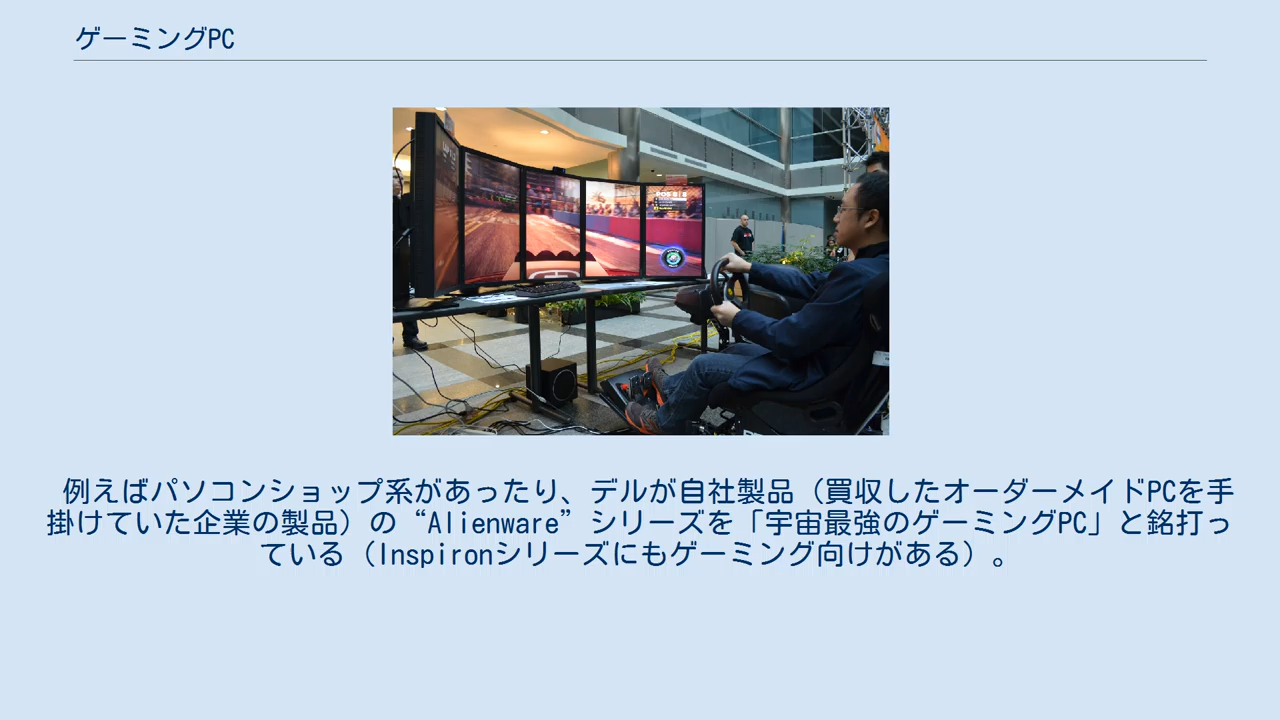 ゲーミングPC
例えばパソコンショップ系があったり、デルが自社製品（買収したオーダーメイドPCを手
掛けていた企業の製品）の“Alienware”シリーズを「宇宙最強のゲーミングPC」と銘打っ
ている（Inspironシリーズにもゲーミング向けがある）。